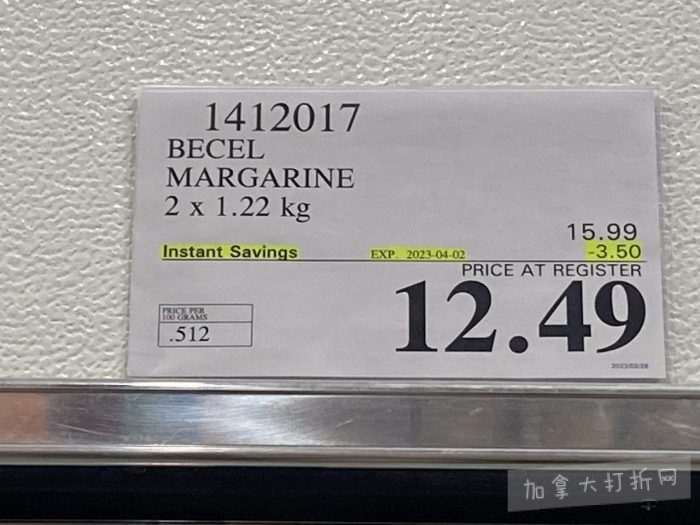 1412017
BECEL
MARGARINE
2 x 1.22 kg
15.99
Instant Savings EXP. 2023-04-02 -3.50
PRICE AT REGISTER
12.49
PRICE PER
100 GRAMS
.512
加拿大打折网